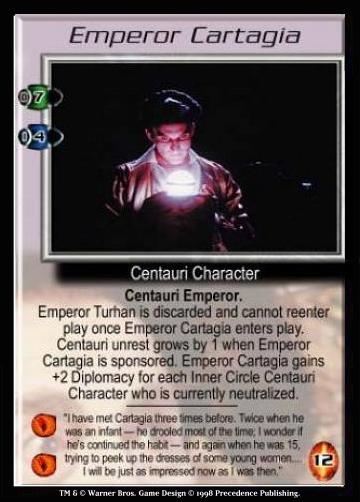 Emperor Cartagia
7
4
Centauri Character
Centauri Emperor.
Emperor Turhan is discarded and cannot reenter
play once Emperor Cartagia enters play.
Centauri unrest grows by 1 when Emperor
Cartagia is sponsored. Emperor Cartagia gains
+2 Diplomacy for each Inner Circle Centauri
Character who is currently neutralized.
"I have met Cartagia three times before. Twice when he
was an infant — he drooled most of the time; I wonder if
he's continued the habit — and again when he was 15,
trying to peek up the dresses of some young women....
I will be just as impressed now as I was then."
12
TM & © Warner Bros. Game Design © 1998 Precedence Publishing.